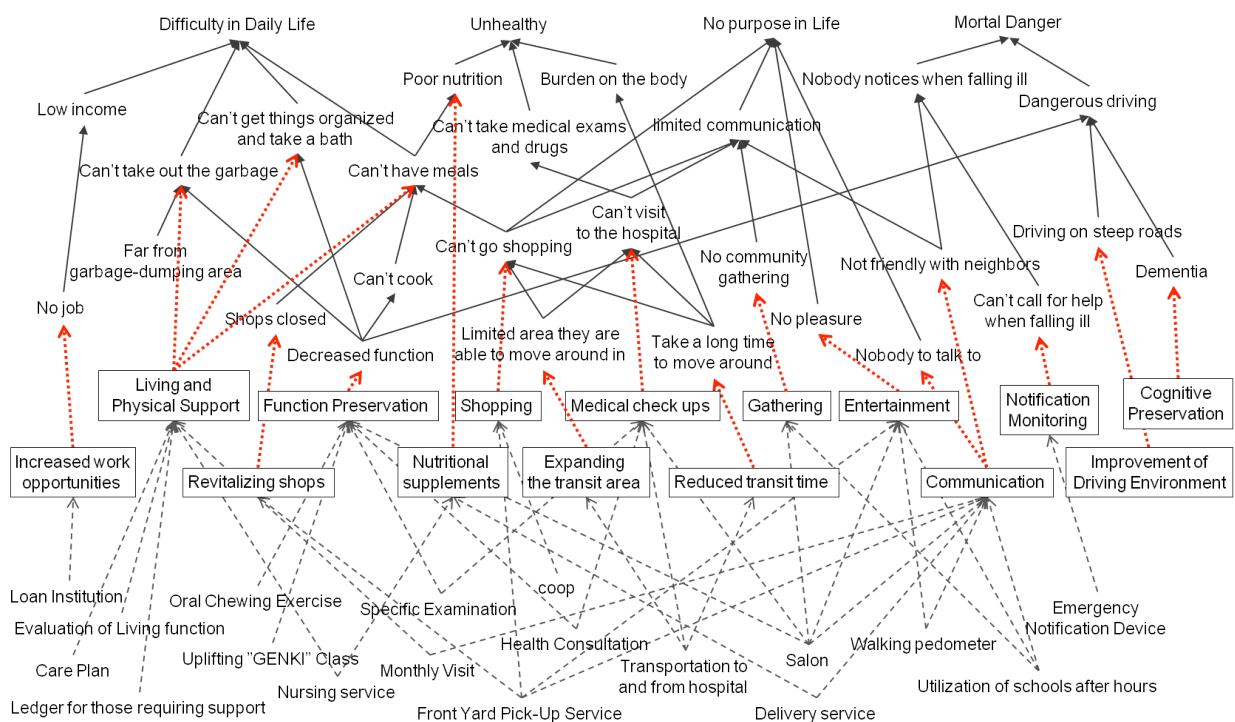 Difficulty in Daily Life
Unhealthy
No purpose in Life
Mortal Danger
Poor nutrition
Burden on the body
Nobody notices when falling ill
Low income
Dangerous driving
Can't get things organized
and take a bath
Can't take medical exams
and drugs
limited communication
Can't take out the garbage
Can't have meals
Can't visit
to the hospital
Far from
garbage-dumping area
Can't go shopping
No community
gathering
Driving on steep roads
Not friendly with neighbors
Dementia
Can't cook
No job
Shops closed
Limited area they are
able to move around in
No pleasure
Can't call for help
when falling ill
Decreased function
Take a long time
to move around
Nobody to talk to
Living and
Physical Support
Function Preservation
Shopping
Medical check ups
Gathering
Entertainment
Notification
Monitoring
Cognitive
Preservation
Increased work
opportunities
Revitalizing shops
Nutritional
supplements
Expanding
the transit area
Reduced transit time
Communication
Improvement of
Driving Environment
Loan Institution
Oral Chewing Exercise
Specific Examination
coop
Emergency
Notification Device
Evaluation of Living function
Health Consultation
Walking pedometer
Care Plan
Uplifting "GENKI" Class
Monthly Visit
Transportation to
and from hospital
Salon
Nursing service
Utilization of schools after hours
Ledger for those requiring support
Front Yard Pick-Up Service
Delivery service